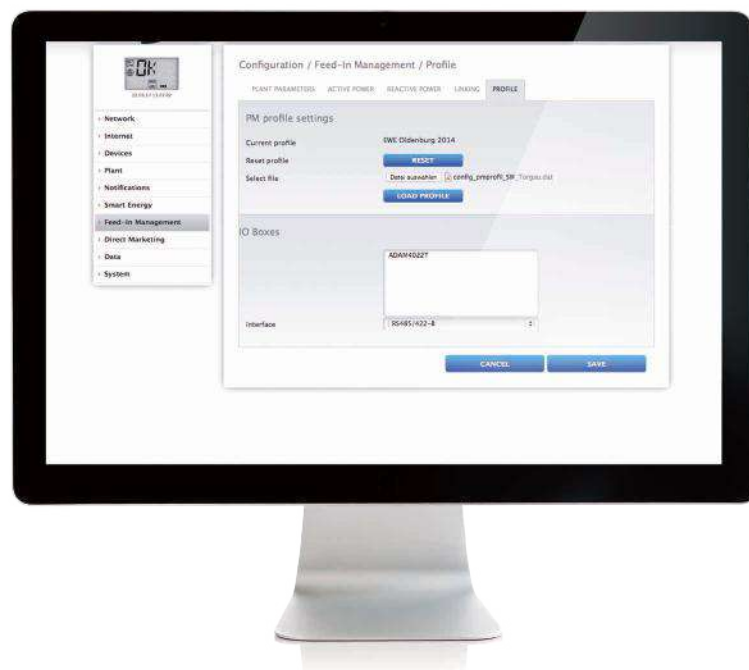 OK
Configuration / Feed-In Management / Profile
PLANT PARAMETERS ACTIVE POWER REACTIVE POWER LINKING PROFILE
Network
Internet
Devices
Plant
Notifications
Smart Energy
Feed-In Management
Direct Marketing
Data
System
PM profile settings
Current profile EWE Oldenburg 2014
Reset profile RESET
Select file Datei auswählen config_pmprofil_SW_Torgau.dat
LOAD PROFILE
IO Boxes
ADAM4022T
Interface RS485/422-B
CANCEL SAVE